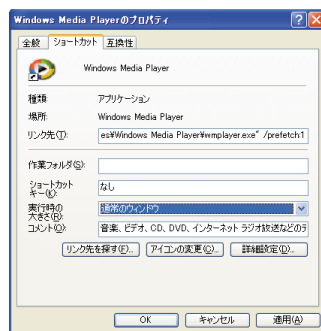 Windows Media Playerのプロパティ
全般 ショートカット 互換性
Windows Media Player
種類: アプリケーション
場所: Windows Media Player
リンク先(T): es¥Windows Media Player¥wmplayer.exe" /prefetch:1
作業フォルダ(S):
ショートカット
キー(K): なし
実行時の
大きさ(R): 通常のウィンドウ
コメント(O): 音楽、ビデオ、CD、DVD、インターネット ラジオ放送などのデ
リンク先を探す(F)... アイコンの変更(C)... 詳細設定(D)...
OK キャンセル 適用(A)